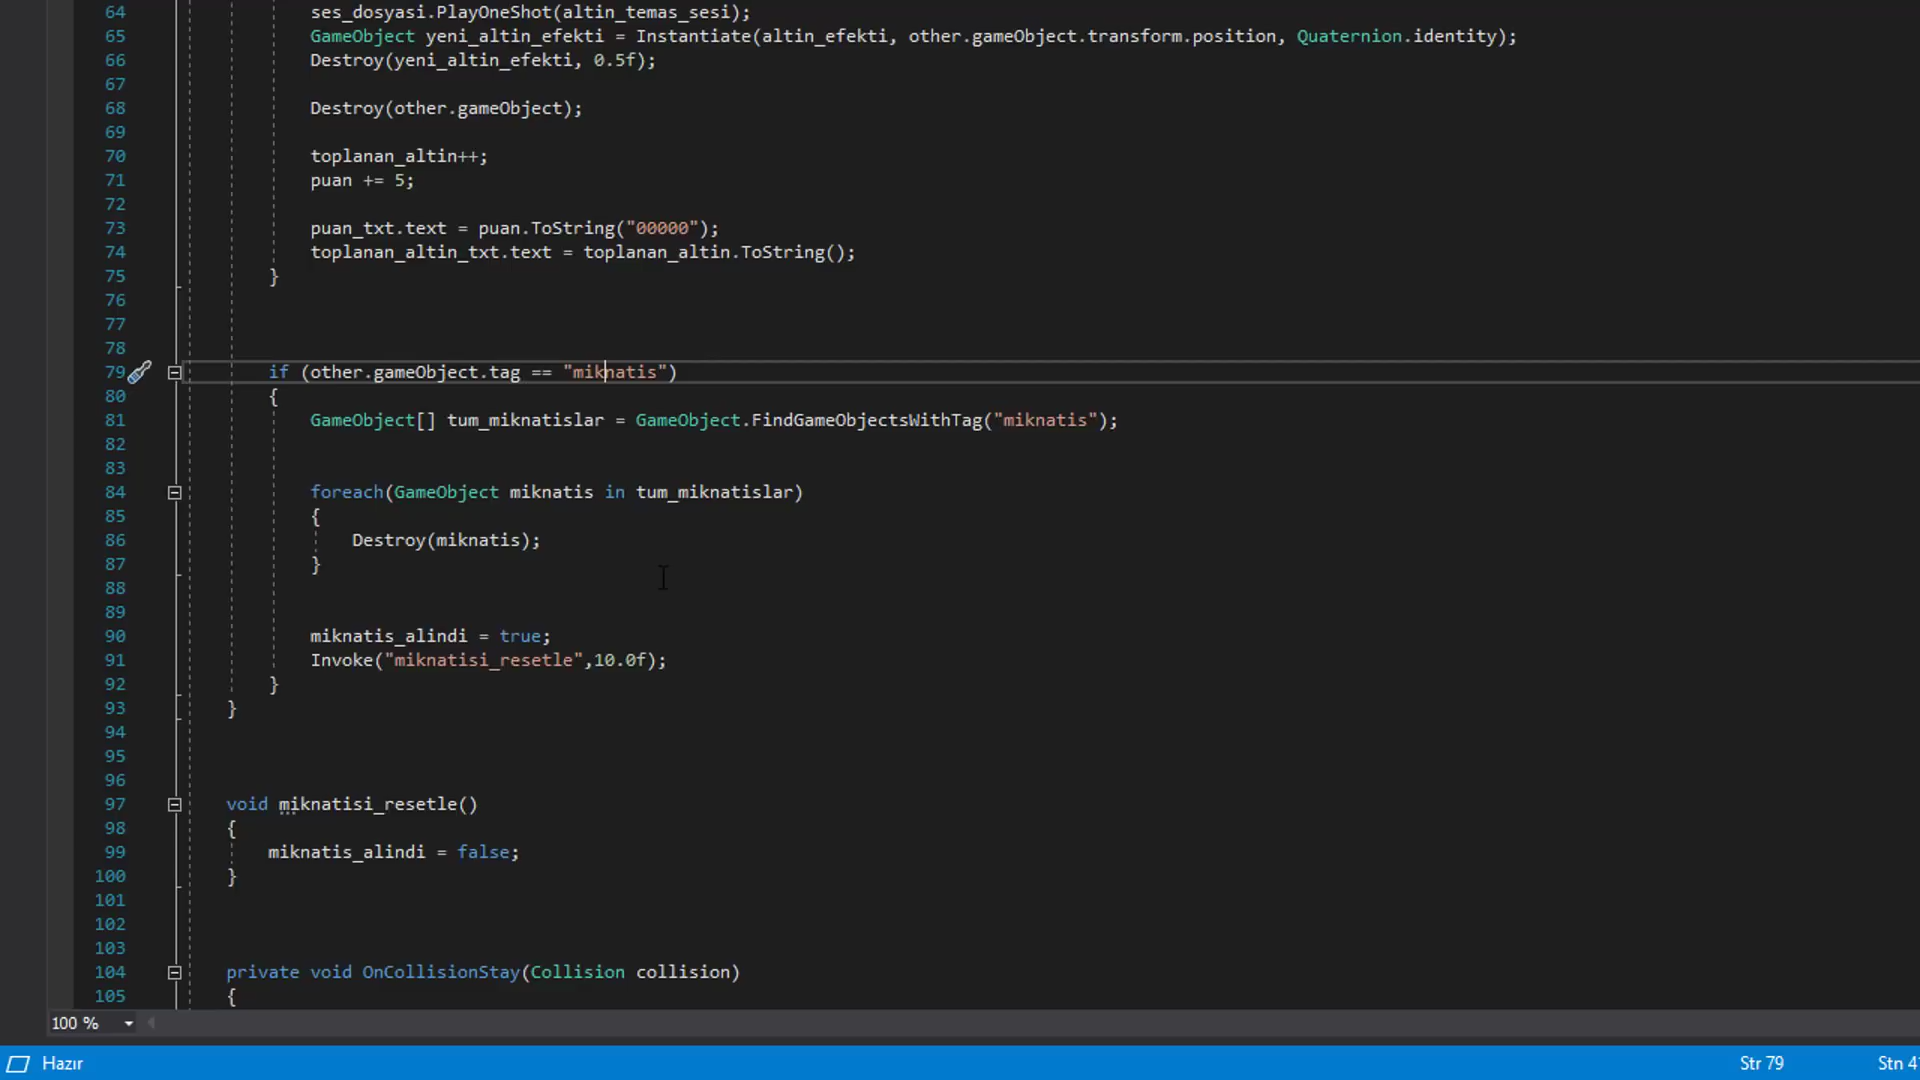 64 ses_dosyasi.PlayOneShot(altin_temas_sesi);
65 GameObject yeni_altin_efekti = Instantiate(altin_efekti, other.gameObject.transform.position, Quaternion.identity);
66 Destroy(yeni_altin_efekti, 0.5f);
67
68 Destroy(other.gameObject);
69
70 toplanan_altin++;
71 puan += 5;
72
73 puan_txt.text = puan.ToString("00000");
74 toplanan_altin_txt.text = toplanan_altin.ToString();
75 }
76
77
78
79 if (other.gameObject.tag == "miknatis")
80 {
81 GameObject[] tum_miknatislar = GameObject.FindGameObjectsWithTag("miknatis");
82
83
84 foreach(GameObject miknatis in tum_miknatislar)
85 {
86 Destroy(miknatis);
87 }
88
89
90 miknatis_alindi = true;
91 Invoke("miknatisi_resetle",10.0f);
92 }
93 }
94
95
96
97 void miknatisi_resetle()
98 {
99 miknatis_alindi = false;
100 }
101
102
103
104 private void OnCollisionStay(Collision collision)
105 {
100 %
Hazır Str 79 Stn